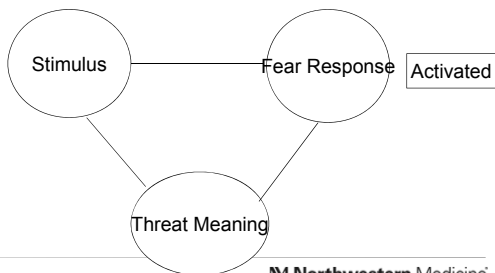 Stimulus
Fear Response
Activated
Threat Meaning
Northwestern Medicine